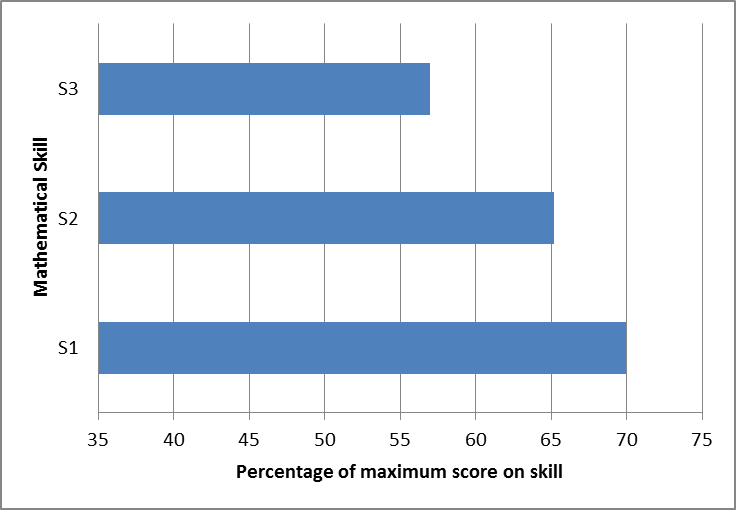 Mathematical Skill
S3
S2
S1
35 40 45 50 55 60 65 70 75
Percentage of maximum score on skill